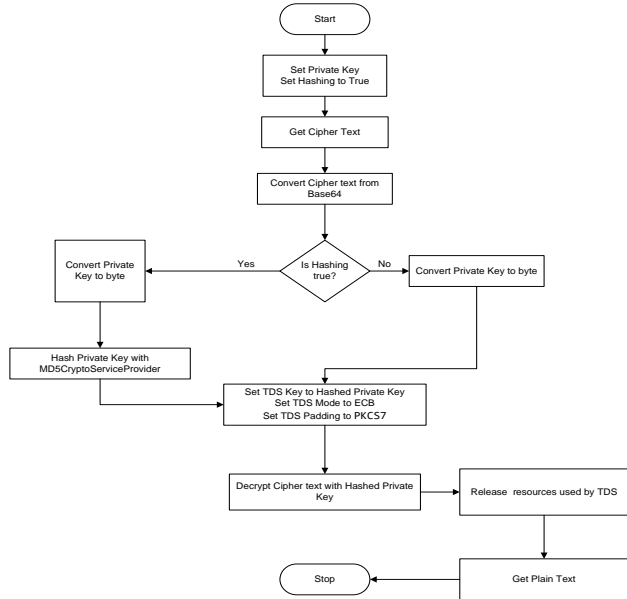 Start
Set Private Key
Set Hashing to True
Get Cipher Text
Convert Cipher text from
Base64
Is Hashing
true?
Yes
No
Convert Private
Key to byte
Convert Private Key to byte
Hash Private Key with
MD5CryptoServiceProvider
Set TDS Key to Hashed Private Key
Set TDS Mode to ECB
Set TDS Padding to PKCS7
Decrypt Cipher text with Hashed Private
Key
Release resources used by TDS
Get Plain Text
Stop